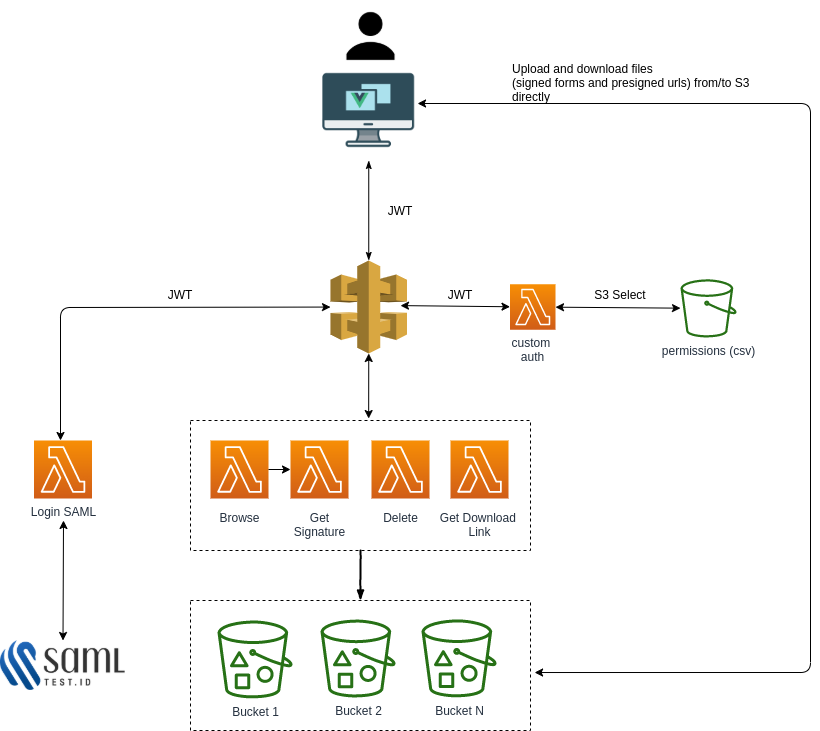 Upload and download files
(signed forms and presigned urls) from/to S3
directly
JWT
JWT
JWT
S3 Select
custom
auth
permissions (csv)
Login SAML
Browse
Get
Signature
Delete
Get Download
Link
SAML
TEST.ID
Bucket 1
Bucket 2
Bucket N